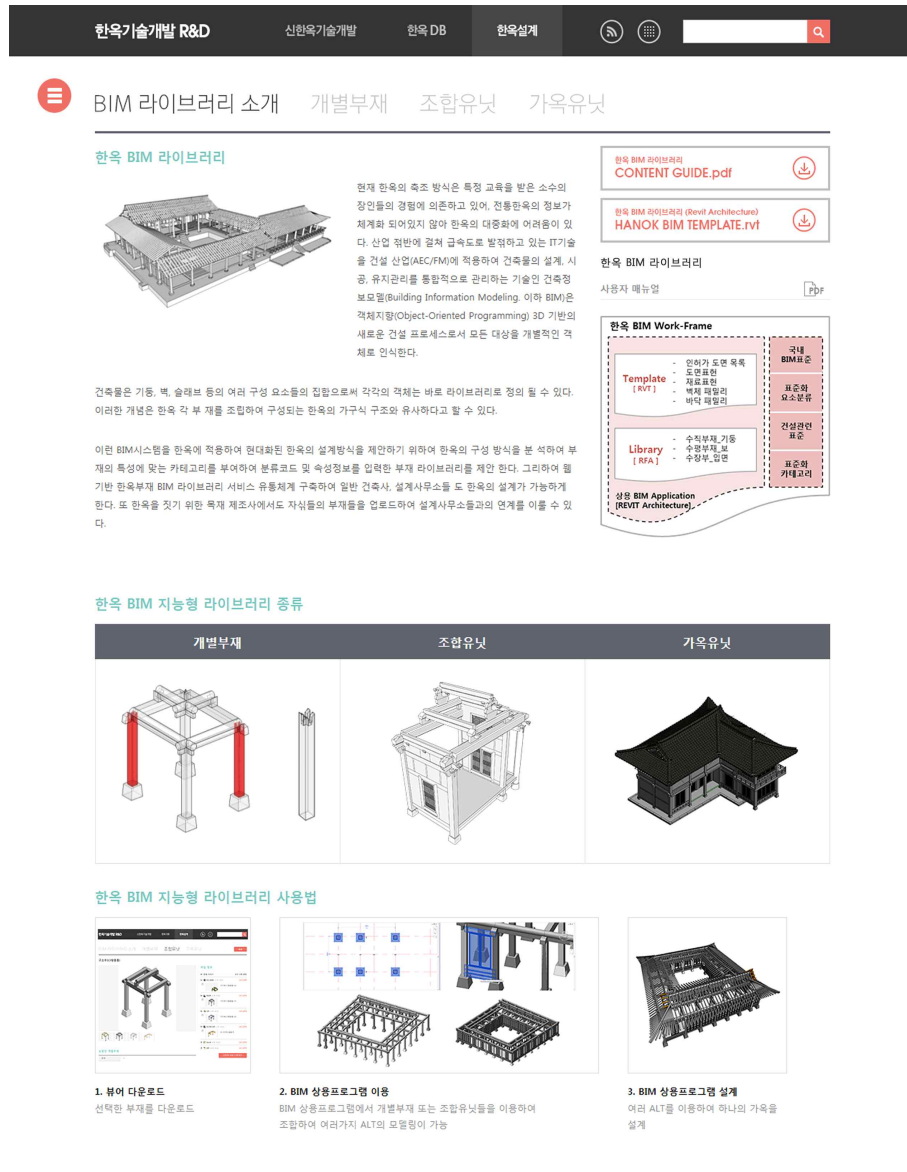 한옥기술개발 R&D
신한옥기술개발
한옥 DB
한옥설계
BIM 라이브러리 소개
개별부재
조합유닛
가옥유닛
한옥 BIM 라이브러리
현재 한옥의 축조 방식은 특정 교육을 받은 소수의
장인들의 경험에 의존하고 있어, 전통한옥의 정보가
체계화 되어있지 않아 한옥의 대중화에 어려움이 있
다. 산업 젂반에 걸쳐 급속도로 발젂하고 있는 IT기술
을 건설 산업(AEC/FM)에 적용하여 건축물의 설계, 시
공, 유지관리를 통합적으로 관리하는 기술인 건축정
보모델(Building Information Modeling. 이하 BIM)은
객체지향(Object-Oriented Programming) 3D 기반의
새로운 건설 프로세스로서 모든 대상을 개별적인 객
체로 인식한다.
건축물은 기둥, 벽, 슬래브 등의 여러 구성 요소들의 집합으로써 각각의 객체는 바로 라이브러리로 정의 될 수 있다.
이러한 개념은 한옥 각 부 재를 조립하여 구성되는 한옥의 가구식 구조와 유사하다고 할 수 있다.
이런 BIM시스템을 한옥에 적용하여 현대화된 한옥의 설계방식을 제안하기 위하여 한옥의 구성 방식을 분 석하여 부
재의 특성에 맞는 카테고리를 부여하여 분류코드 및 속성정보를 입력한 부재 라이브러리를 제안 한다. 그리하여 웹
기반 한옥부재 BIM 라이브러리 서비스 유통체계 구축하여 일반 건축사, 설계사무소들 도 한옥의 설계가 가능하게
한다. 또 한옥을 짓기 위한 목재 제조사에서도 자싞들의 부재들을 업로드하여 설계사무소들과의 연계를 이룰 수 있
다.
한옥 BIM 라이브러리
CONTENT GUIDE.pdf
한옥 BIM 라이브러리 (Revit Architecture)
HANOK BIM TEMPLATE.rvt
한옥 BIM 라이브러리
사용자 매뉴얼
PDF
한옥 BIM Work-Frame
Template
[ RVT ]
- 인허가 도면 목록
- 도면표현
- 재료표현
- 벽체 패밀리
- 바닥 패밀리
Library
[ RFA ]
- 수직부재_기둥
- 수평부재_보
- 수장부_입면
상용 BIM Application
[REVIT Architecture]
국내
BIM표준
표준화
요소분류
건설관련
표준
표준화
카테고리
한옥 BIM 지능형 라이브러리 종류
개별부재
조합유닛
가옥유닛
한옥 BIM 지능형 라이브러리 사용법
1. 뷰어 다운로드
선택한 부재를 다운로드
2. BIM 상용프로그램 이용
BIM 상용프로그램에서 개별부재 또는 조합유닛들을 이용하여
조합하여 여러가지 ALT의 모델링이 가능
3. BIM 상용프로그램 설계
여러 ALT를 이용하여 하나의 가옥을
설계